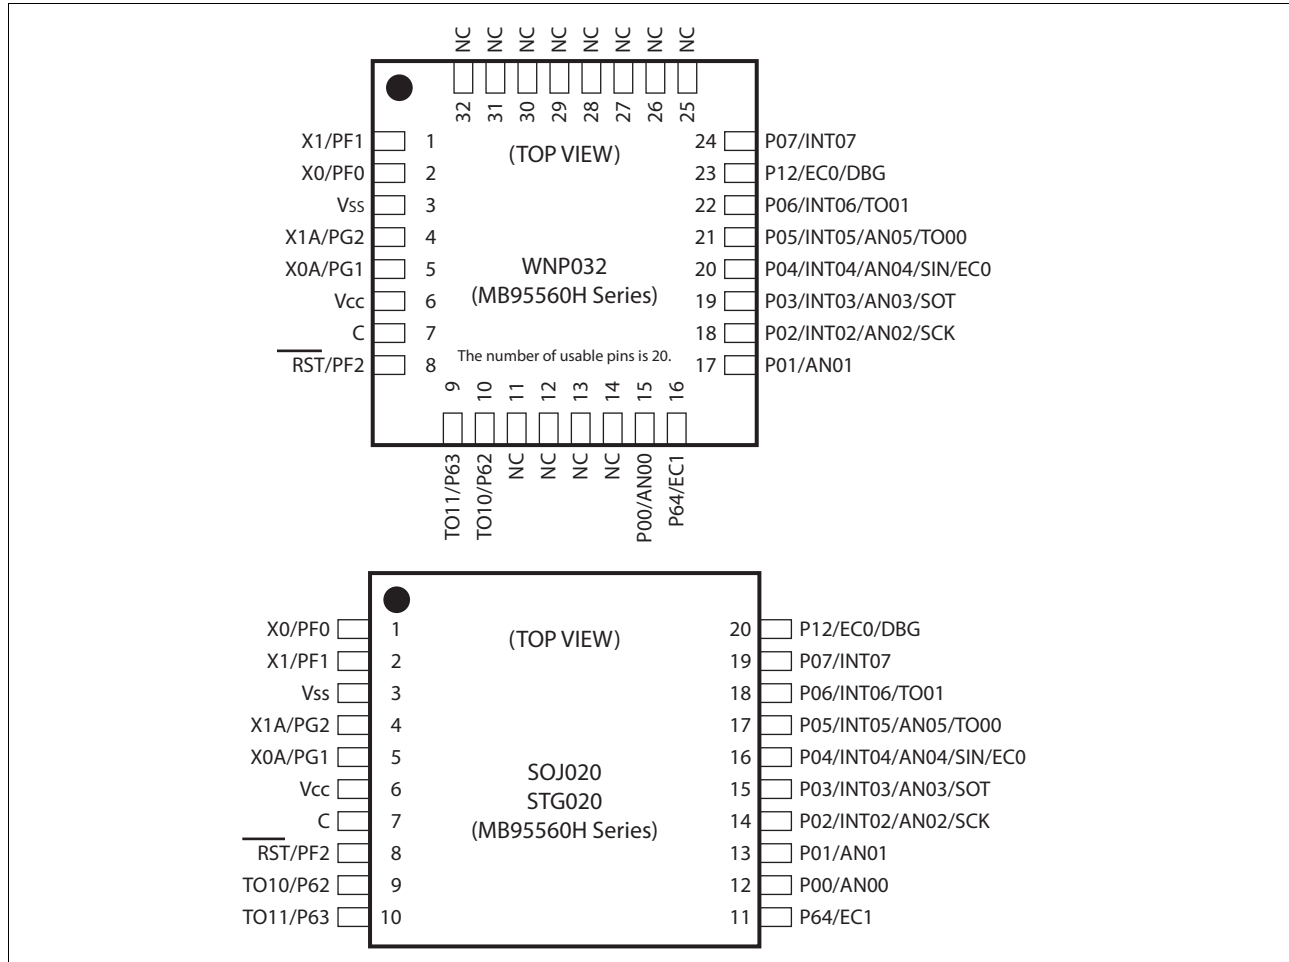 NC NC NC NC NC NC NC NC
32 31 30 29 28 27 26 25
(TOP VIEW)
X1/PF1 1
X0/PF0 2
Vss 3
X1A/PG2 4
X0A/PG1 5
Vcc 6
C 7
RST/PF2 8
24 P07/INT07
23 P12/EC0/DBG
22 P06/INT06/TO01
21 P05/INT05/AN05/TO00
20 P04/INT04/AN04/SIN/EC0
19 P03/INT03/AN03/SOT
18 P02/INT02/AN02/SCK
17 P01/AN01
WNP032
(MB95560H Series)
The number of usable pins is 20.
9 10 11 12 13 14 15 16
TO11/P63 TO10/P62 NC NC NC NC P00/AN00 P64/EC1
(TOP VIEW)
X0/PF0 1
X1/PF1 2
Vss 3
X1A/PG2 4
X0A/PG1 5
Vcc 6
C 7
RST/PF2 8
TO10/P62 9
TO11/P63 10
20 P12/EC0/DBG
19 P07/INT07
18 P06/INT06/TO01
17 P05/INT05/AN05/TO00
16 P04/INT04/AN04/SIN/EC0
15 P03/INT03/AN03/SOT
14 P02/INT02/AN02/SCK
13 P01/AN01
12 P00/AN00
11 P64/EC1
SOJ020
STG020
(MB95560H Series)